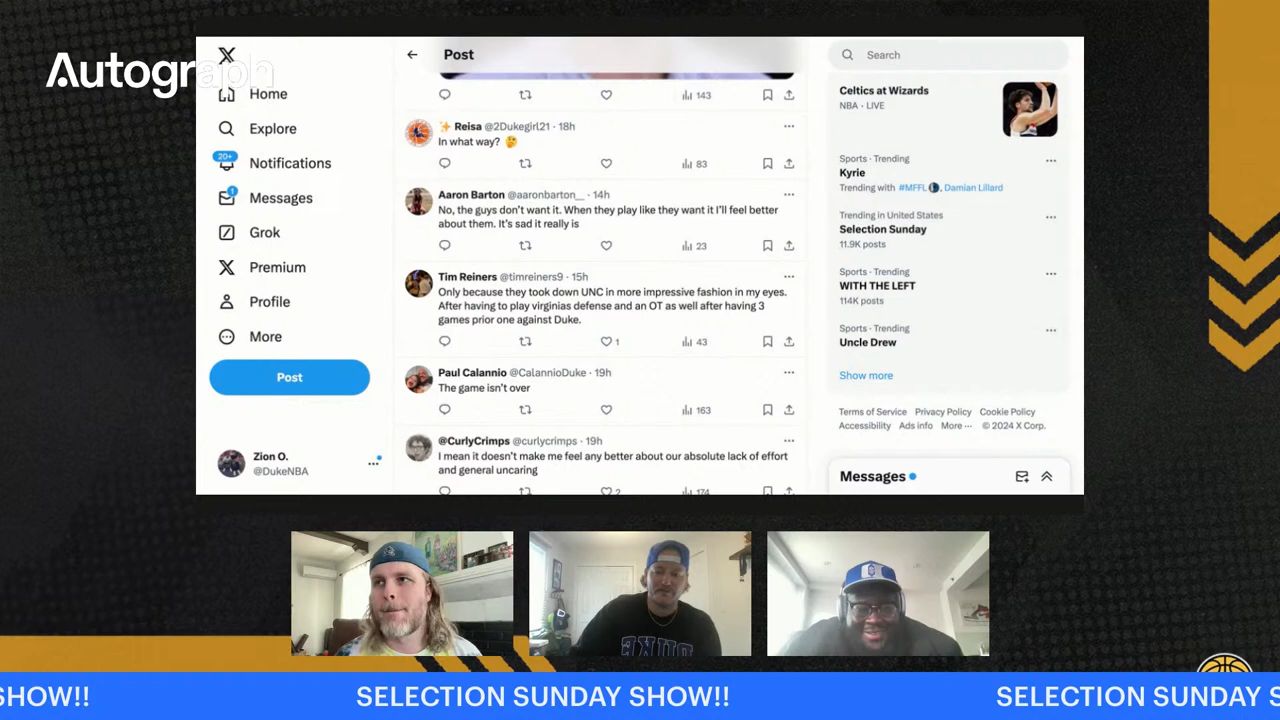 Autograph
X
Home
Explore
20+
Notifications
1
Messages
Grok
Premium
Profile
More
Post
Zion O.
@DukeNBA
Post
143
Reisa @2Dukegirl21 · 18h
In what way? 🤔
83
Aaron Barton @aaronbarton__ · 14h
No, the guys don't want it. When they play like they want it I'll feel better
about them. It's sad it really is
23
Tim Reiners @timreiners9 · 15h
Only because they took down UNC in more impressive fashion in my eyes.
After having to play virginias defense and an OT as well after having 3
games prior one against Duke.
1
43
Paul Calannio @CalannioDuke · 19h
The game isn't over
163
@CurlyCrimps @curlycrimps · 19h
I mean it doesn't make me feel any better about our absolute lack of effort
and general uncaring
2
174
Search
Celtics at Wizards
NBA · LIVE
Sports · Trending
Kyrie
Trending with #MFFL, Damian Lillard
Trending in United States
Selection Sunday
11.9K posts
Sports · Trending
WITH THE LEFT
114K posts
Sports · Trending
Uncle Drew
Show more
Terms of Service Privacy Policy Cookie Policy
Accessibility Ads info More ··· © 2024 X Corp.
Messages
DUKE
SHOW!! SELECTION SUNDAY SHOW!! SELECTION SUNDAY S